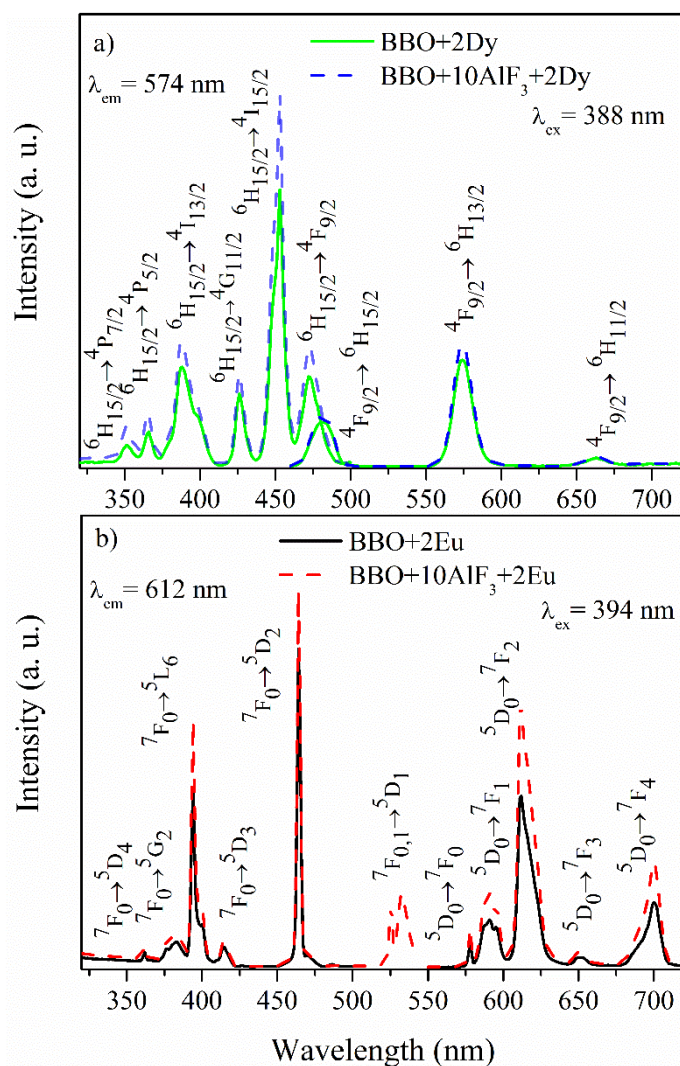 a)
BBO+2Dy
BBO+10AlF₃+2Dy
λem= 574 nm
λex= 388 nm
⁶H₁₅/₂→⁴P₇/₂
⁶H₁₅/₂→⁴P₅/₂
⁶H₁₅/₂→⁴I₁₃/₂
⁶H₁₅/₂→⁴G₁₁/₂
⁶H₁₅/₂→⁴I₁₅/₂
⁶H₁₅/₂→⁴F₉/₂
⁴F₉/₂→⁶H₁₅/₂
⁴F₉/₂→⁶H₁₃/₂
⁴F₉/₂→⁶H₁₁/₂
Intensity (a. u.)
350 400 450 500 550 600 650 700
b)
BBO+2Eu
BBO+10AlF₃+2Eu
λem= 612 nm
λex= 394 nm
⁷F₀→⁵D₄
⁷F₀→⁵G₂
⁷F₀→⁵L₆
⁷F₀→⁵D₃
⁷F₀→⁵D₂
⁷F₀,₁→⁵D₁
⁵D₀→⁷F₀
⁵D₀→⁷F₁
⁵D₀→⁷F₂
⁵D₀→⁷F₃
⁵D₀→⁷F₄
Intensity (a. u.)
350 400 450 500 550 600 650 700
Wavelength (nm)